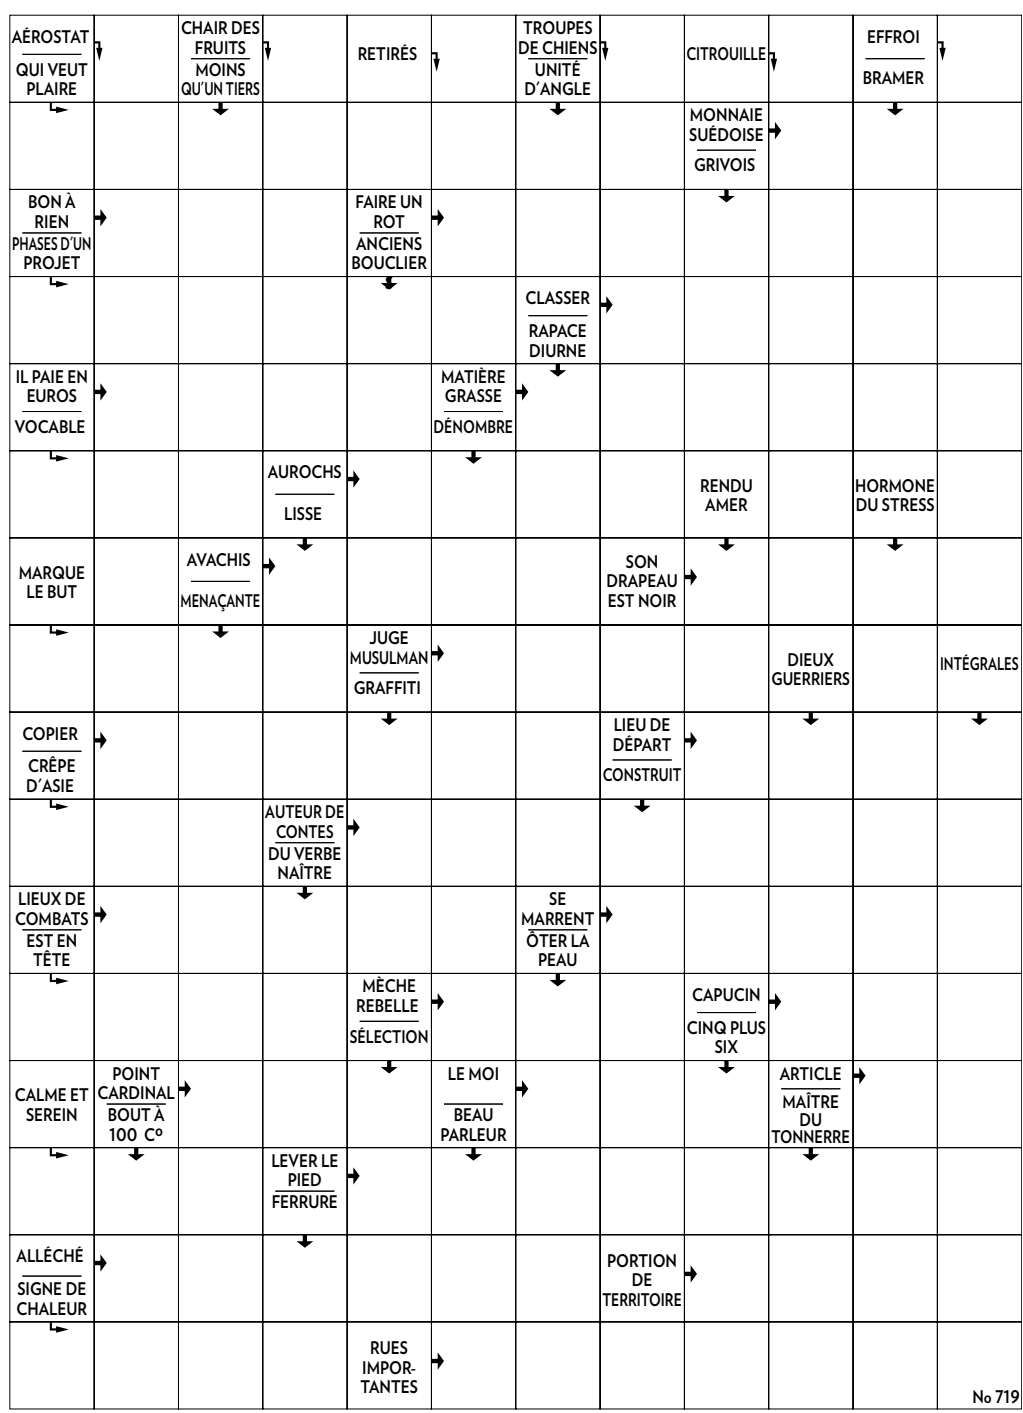 AÉROSTAT
QUI VEUT
PLAIRE
CHAIR DES
FRUITS
MOINS
QU'UN TIERS
RETIRÉS
TROUPES
DE CHIENS
UNITÉ
D'ANGLE
CITROUILLE
EFFROI
BRAMER
MONNAIE
SUÉDOISE
GRIVOIS
BON À
RIEN
PHASES D'UN
PROJET
FAIRE UN
ROT
ANCIENS
BOUCLIER
CLASSER
RAPACE
DIURNE
IL PAIE EN
EUROS
VOCABLE
MATIÈRE
GRASSE
DÉNOMBRE
AUROCHS
LISSE
RENDU
AMER
HORMONE
DU STRESS
MARQUE
LE BUT
AVACHIS
MENAÇANTE
SON
DRAPEAU
EST NOIR
JUGE
MUSULMAN
GRAFFITI
DIEUX
GUERRIERS
INTÉGRALES
COPIER
CRÊPE
D'ASIE
LIEU DE
DÉPART
CONSTRUIT
AUTEUR DE
CONTES
DU VERBE
NAÎTRE
LIEUX DE
COMBATS
EST EN
TÊTE
SE
MARRENT
ÔTER LA
PEAU
MÈCHE
REBELLE
SÉLECTION
CAPUCIN
CINQ PLUS
SIX
CALME ET
SEREIN
POINT
CARDINAL
BOUT À
100 Cº
LE MOI
BEAU
PARLEUR
ARTICLE
MAÎTRE
DU
TONNERRE
LEVER LE
PIED
FERRURE
ALLÉCHÉ
SIGNE DE
CHALEUR
PORTION
DE
TERRITOIRE
RUES
IMPOR-
TANTES
No 719